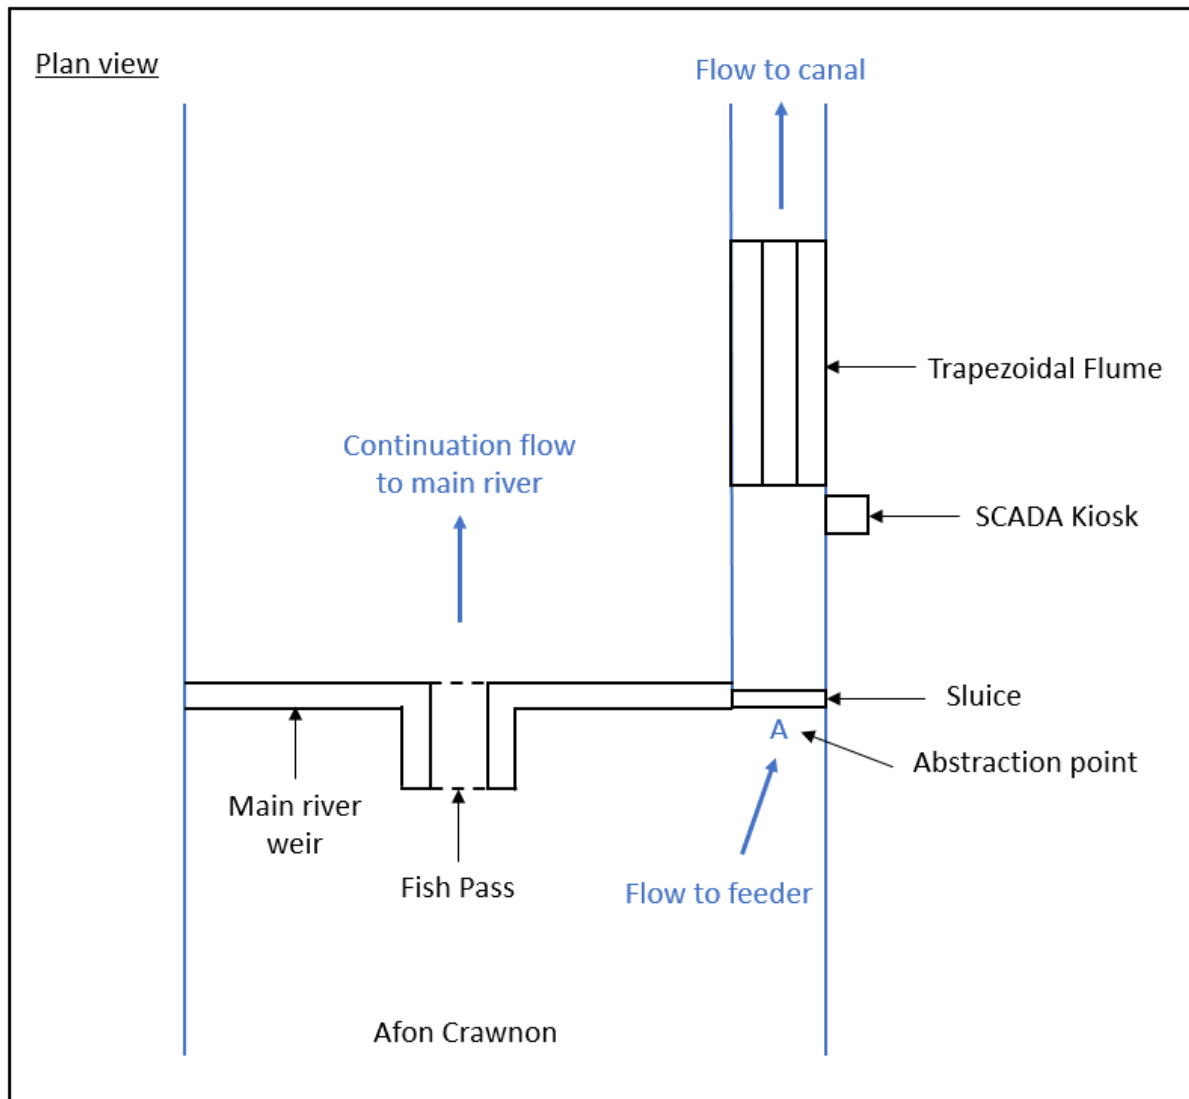 Plan view
Flow to canal
Trapezoidal Flume
Continuation flow
to main river
SCADA Kiosk
Sluice
A
Abstraction point
Main river
weir
Fish Pass
Flow to feeder
Afon Crawnon